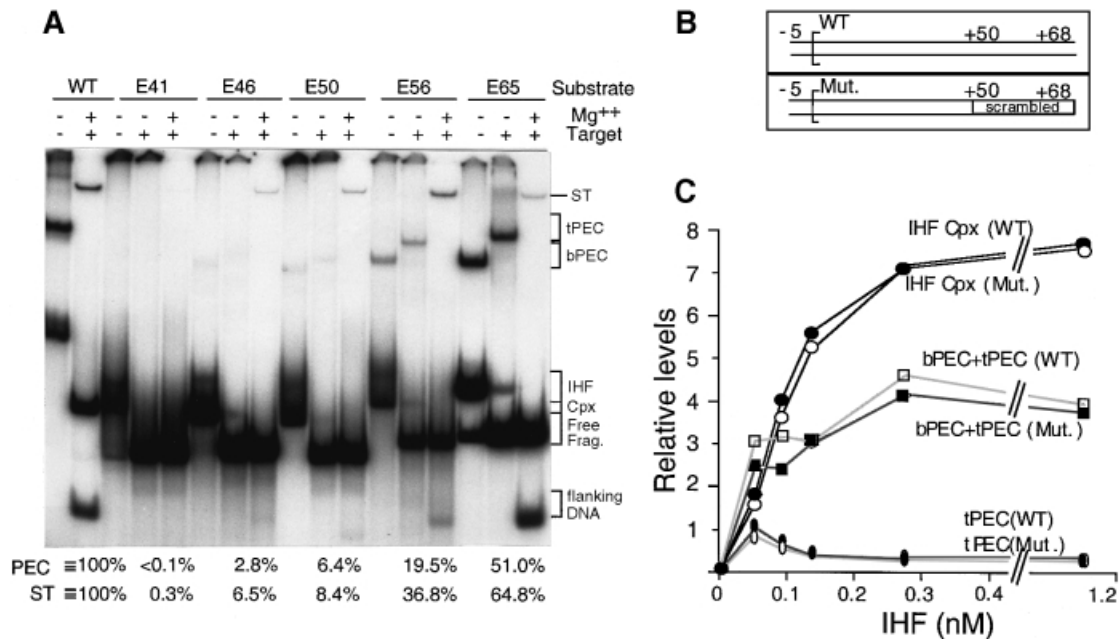 A
WT E41 E46 E50 E56 E65 Substrate
- + - - + - - + - - + - - + - - + Mg++
- + - + + - + + - + + - + + - + + Target
ST
tPEC
bPEC
IHF
Cpx
Free
Frag.
flanking
DNA
PEC ≡100% <0.1% 2.8% 6.4% 19.5% 51.0%
ST ≡100% 0.3% 6.5% 8.4% 36.8% 64.8%
B
WT
- 5 +50 +68
Mut.
- 5 +50 +68
scrambled
C
Relative levels
8
7
6
5
4
3
2
1
IHF Cpx (WT)
IHF Cpx (Mut.)
bPEC+tPEC (WT)
bPEC+tPEC (Mut.)
tPEC(WT)
tPEC(Mut.)
0 0.1 0.2 0.3 0.4 1.2
IHF (nM)